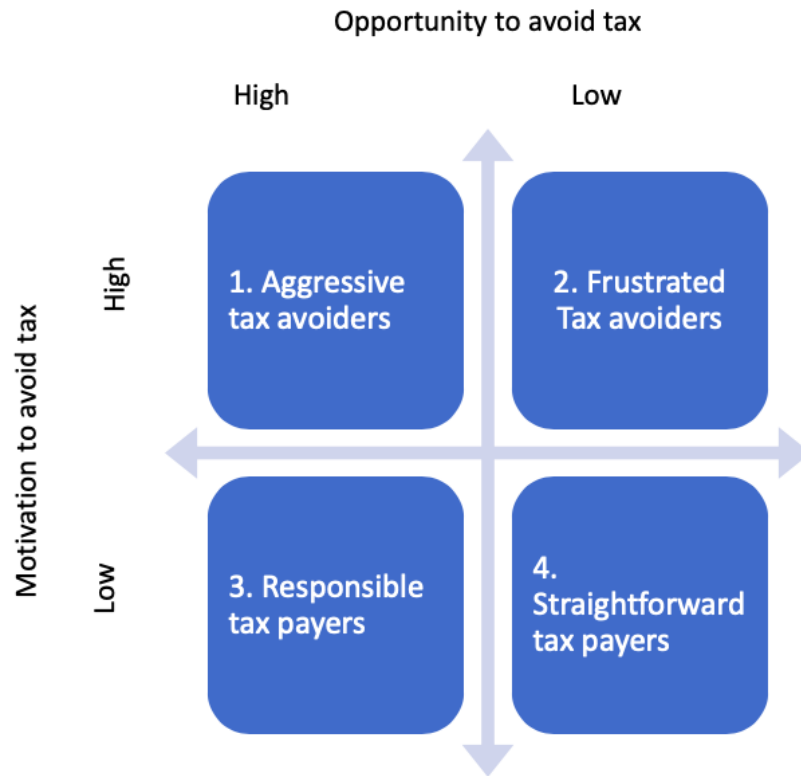 Opportunity to avoid tax
High
Low
Motivation to avoid tax
High
1. Aggressive
tax avoiders
2. Frustrated
Tax avoiders
Low
3. Responsible
tax payers
4.
Straightforward
tax payers